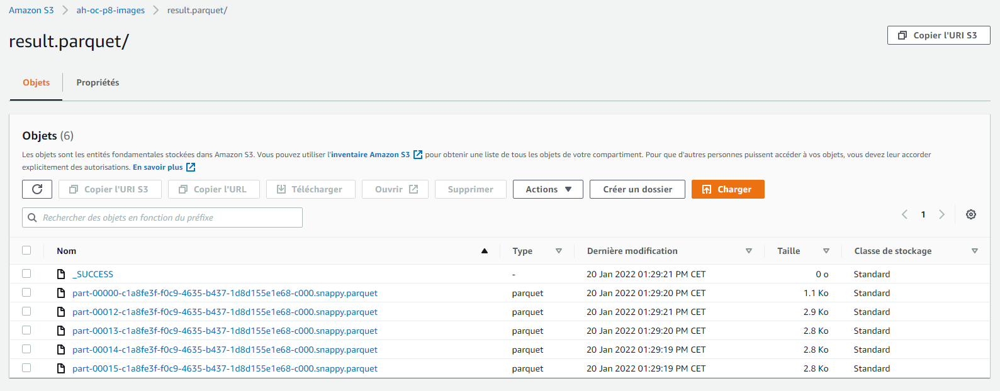 Amazon S3 > ah-oc-p8-images > result.parquet/
result.parquet/
Copier l'URI S3
Objets
Propriétés
Objets (6)
Les objets sont les entités fondamentales stockées dans Amazon S3. Vous pouvez utiliser l'inventaire Amazon S3 pour obtenir une liste de tous les objets de votre compartiment. Pour que d'autres personnes puissent accéder à vos objets, vous devez leur accorder
explicitement des autorisations. En savoir plus
Copier l'URI S3 Copier l'URL Télécharger Ouvrir Supprimer Actions Créer un dossier Charger
Rechercher des objets en fonction du préfixe
1
Nom Type Dernière modification Taille Classe de stockage
_SUCCESS - 20 Jan 2022 01:29:21 PM CET 0 o Standard
part-00000-c1a8fe3f-f0c9-4635-b437-1d8d155e1e68-c000.snappy.parquet parquet 20 Jan 2022 01:29:20 PM CET 1.1 Ko Standard
part-00012-c1a8fe3f-f0c9-4635-b437-1d8d155e1e68-c000.snappy.parquet parquet 20 Jan 2022 01:29:21 PM CET 2.9 Ko Standard
part-00013-c1a8fe3f-f0c9-4635-b437-1d8d155e1e68-c000.snappy.parquet parquet 20 Jan 2022 01:29:20 PM CET 2.8 Ko Standard
part-00014-c1a8fe3f-f0c9-4635-b437-1d8d155e1e68-c000.snappy.parquet parquet 20 Jan 2022 01:29:19 PM CET 2.8 Ko Standard
part-00015-c1a8fe3f-f0c9-4635-b437-1d8d155e1e68-c000.snappy.parquet parquet 20 Jan 2022 01:29:19 PM CET 2.8 Ko Standard